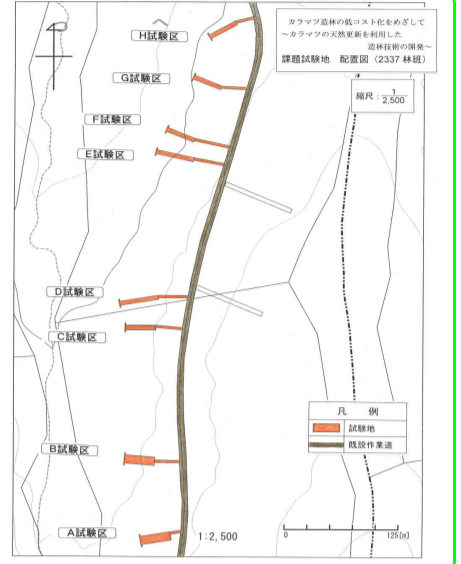 カラマツ造林の低コスト化をめざして
～カラマツの天然更新を利用した
造林技術の開発～
課題試験地 配置図（2337 林班）
縮尺：1/2,500
H試験区
G試験区
F試験区
E試験区
D試験区
C試験区
B試験区
A試験区
凡 例
試験地
既設作業道
1:2,500
0 125(m)